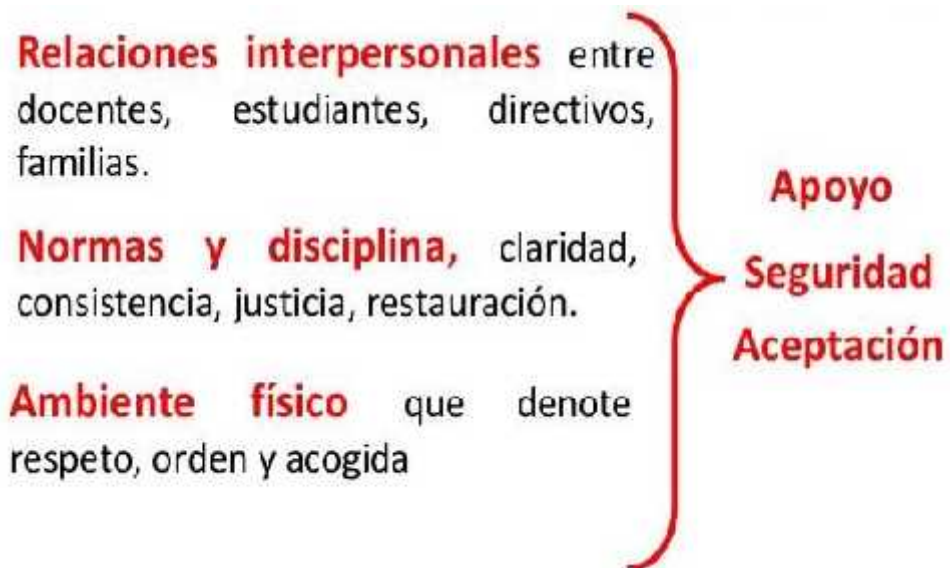 Relaciones interpersonales entre
docentes, estudiantes, directivos,
familias.
Normas y disciplina, claridad,
consistencia, justicia, restauración.
Ambiente físico que denote
respeto, orden y acogida
Apoyo
Seguridad
Aceptación